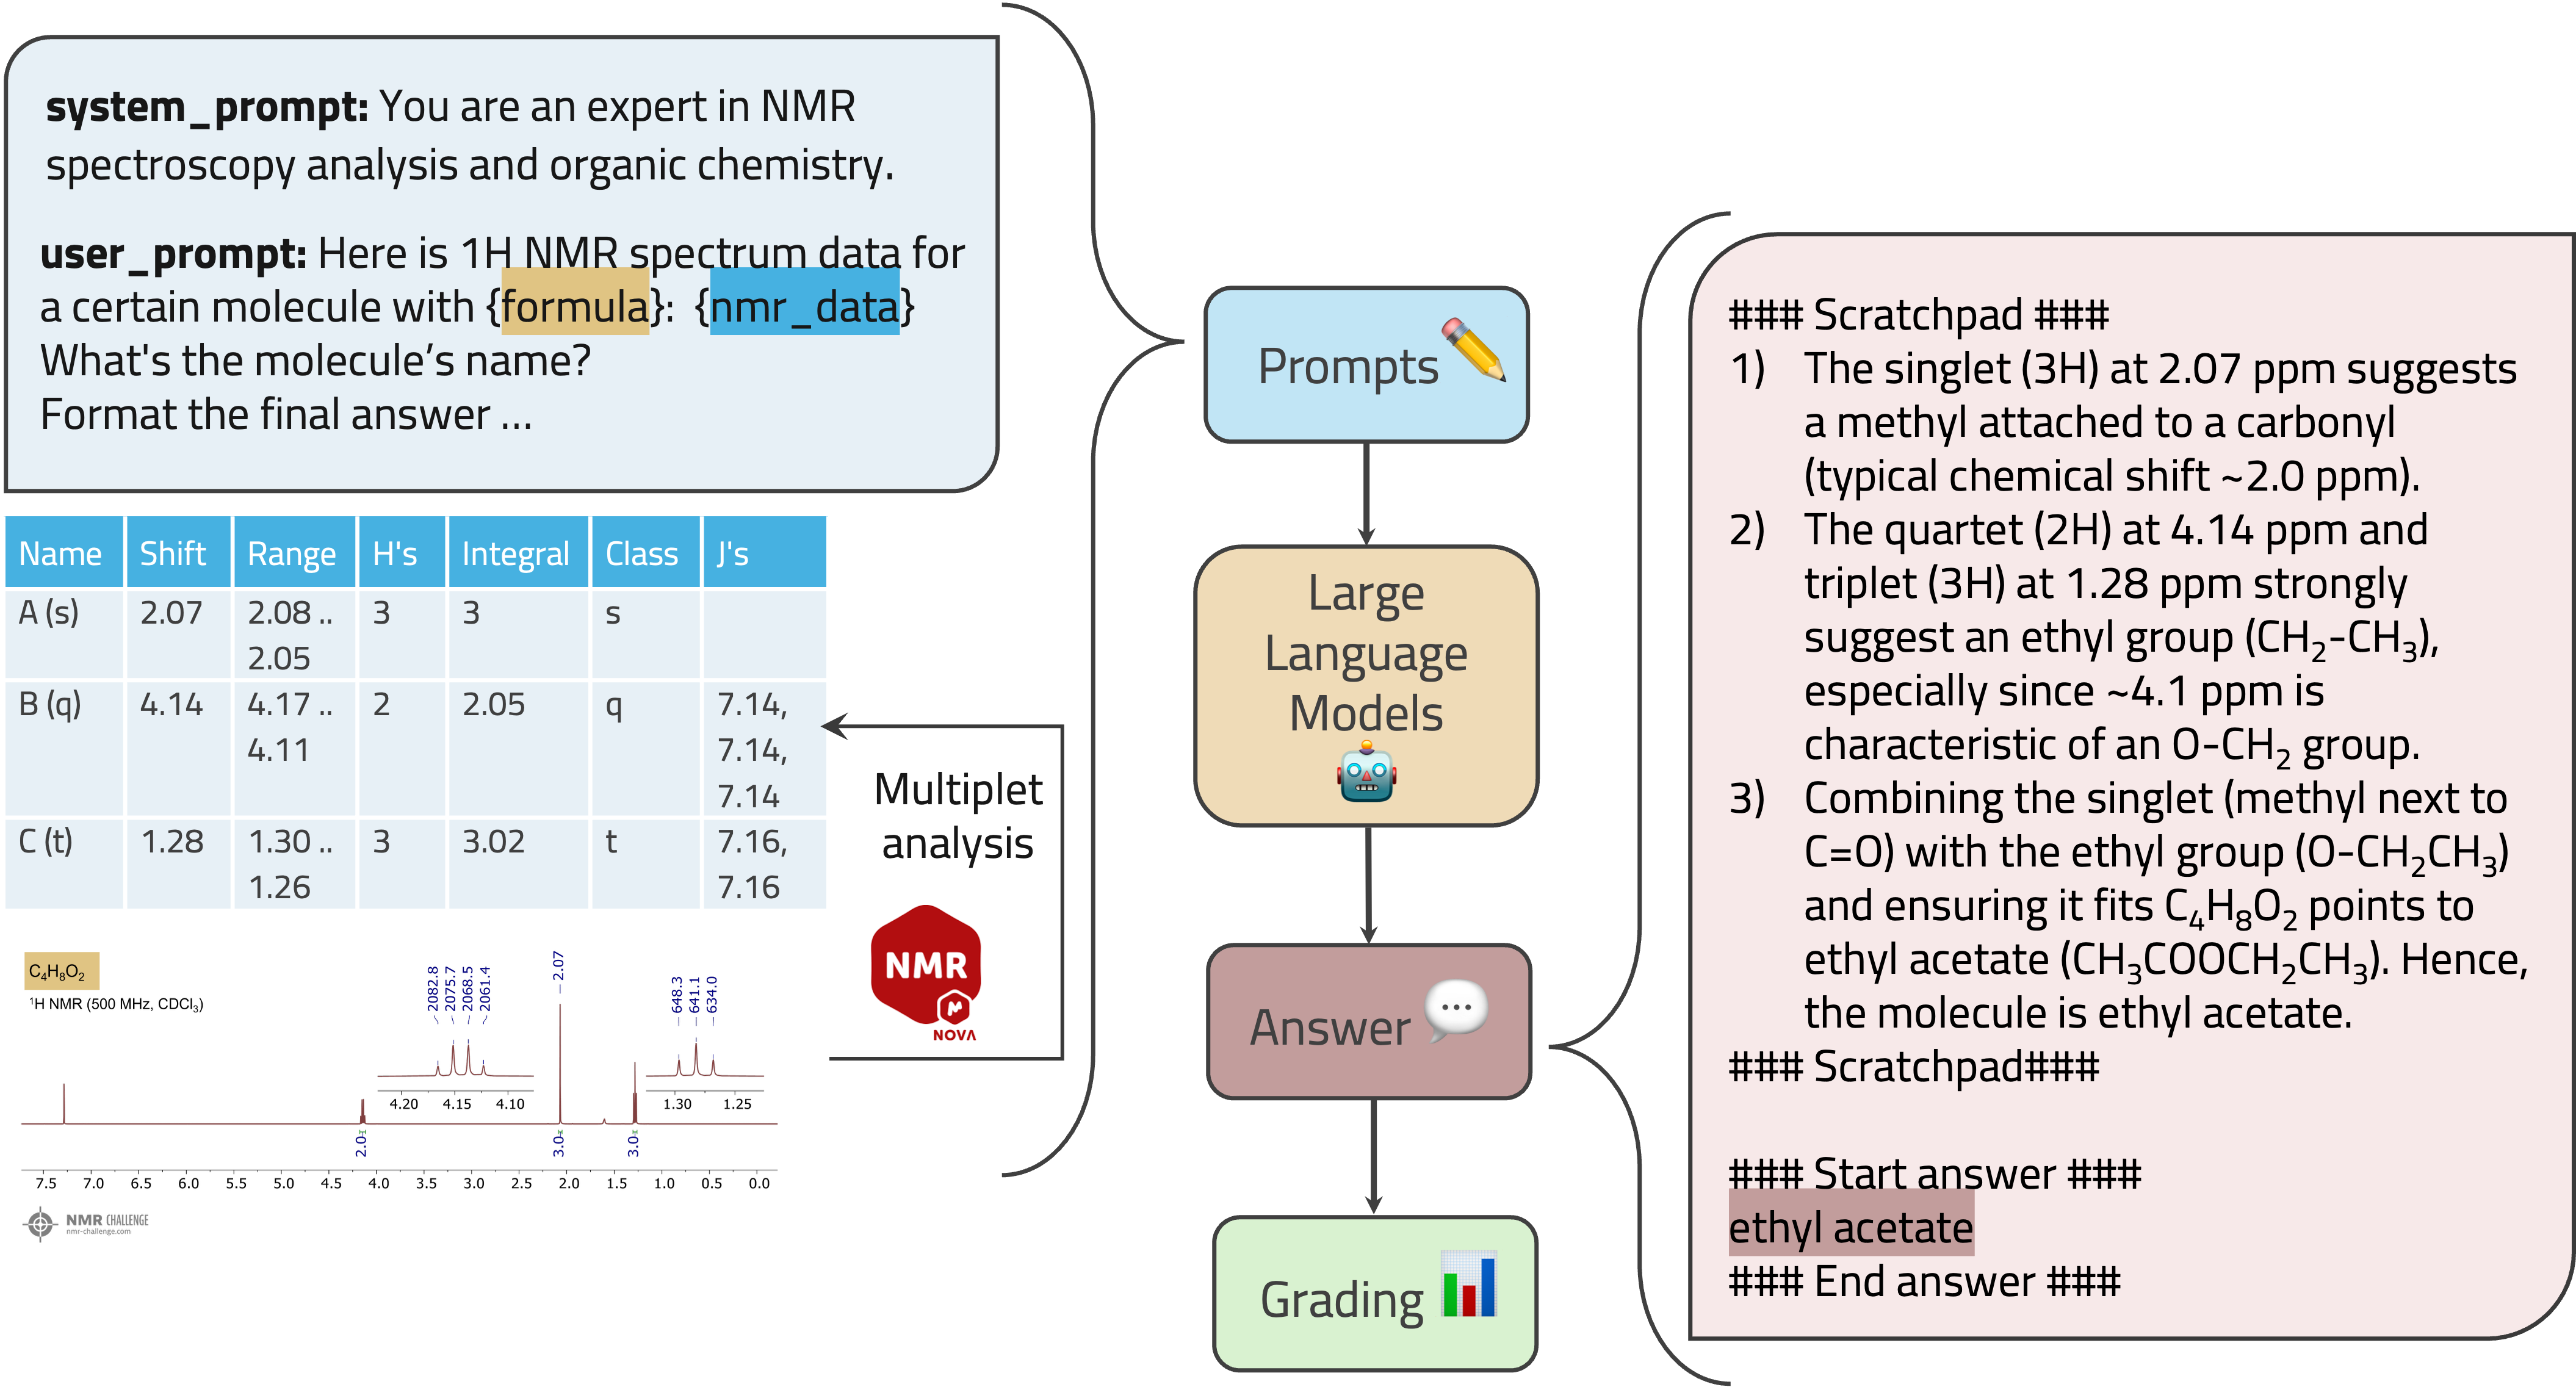 system_prompt: You are an expert in NMR
spectroscopy analysis and organic chemistry.
user_prompt: Here is 1H NMR spectrum data for
a certain molecule with {formula}: {nmr_data}
What's the molecule’s name?
Format the final answer ...
Name Shift Range H's Integral Class J's
A (s) 2.07 2.08 .. 3 3 s
2.05
B (q) 4.14 4.17 .. 2 2.05 q 7.14,
4.11 7.14,
7.14
C (t) 1.28 1.30 .. 3 3.02 t 7.16,
1.26 7.16
Multiplet
analysis
NMR
NOVA
C₄H₈O₂
¹H NMR (500 MHz, CDCl₃)
2082.8
2075.7
2068.5
2061.4
2.07
648.3
641.1
634.0
4.20 4.15 4.10
1.30 1.25
2.0
3.0
3.0
7.5 7.0 6.5 6.0 5.5 5.0 4.5 4.0 3.5 3.0 2.5 2.0 1.5 1.0 0.5 0.0
NMR CHALLENGE
nmr-challenge.com
Prompts
Large
Language
Models
Answer
Grading
### Scratchpad ###
1) The singlet (3H) at 2.07 ppm suggests
a methyl attached to a carbonyl
(typical chemical shift ~2.0 ppm).
2) The quartet (2H) at 4.14 ppm and
triplet (3H) at 1.28 ppm strongly
suggest an ethyl group (CH₂-CH₃),
especially since ~4.1 ppm is
characteristic of an O-CH₂ group.
3) Combining the singlet (methyl next to
C=O) with the ethyl group (O-CH₂CH₃)
and ensuring it fits C₄H₈O₂ points to
ethyl acetate (CH₃COOCH₂CH₃). Hence,
the molecule is ethyl acetate.
### Scratchpad###
### Start answer ###
ethyl acetate
### End answer ###